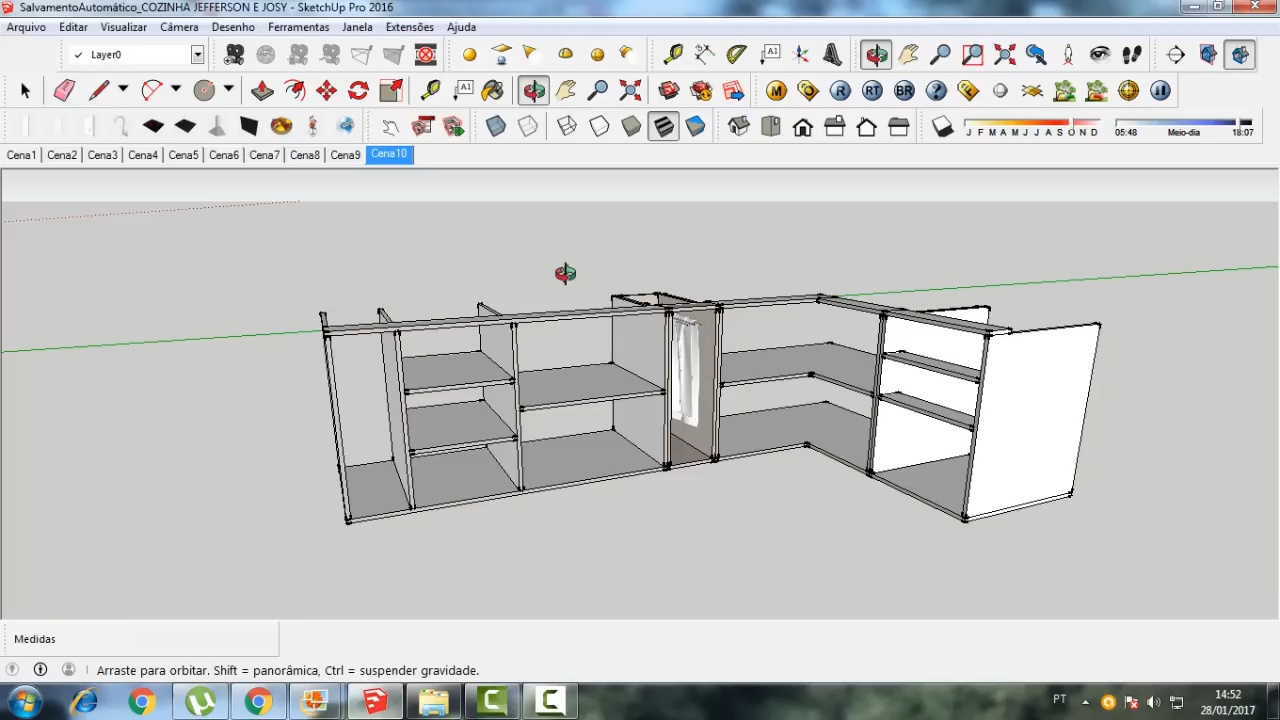 SalvamentoAutomático_COZINHA JEFFERSON E JOSY - SketchUp Pro 2016
Arquivo Editar Visualizar Câmera Desenho Ferramentas Janela Extensões Ajuda
Layer0 A1
A1 M R RT BR ?
J F M A M J J A S O N D 05:48 Meio-dia 18:07
Cena1 Cena2 Cena3 Cena4 Cena5 Cena6 Cena7 Cena8 Cena9 Cena10
Medidas
Arraste para orbitar. Shift = panorâmica, Ctrl = suspender gravidade.
PT 14:52
28/01/2017